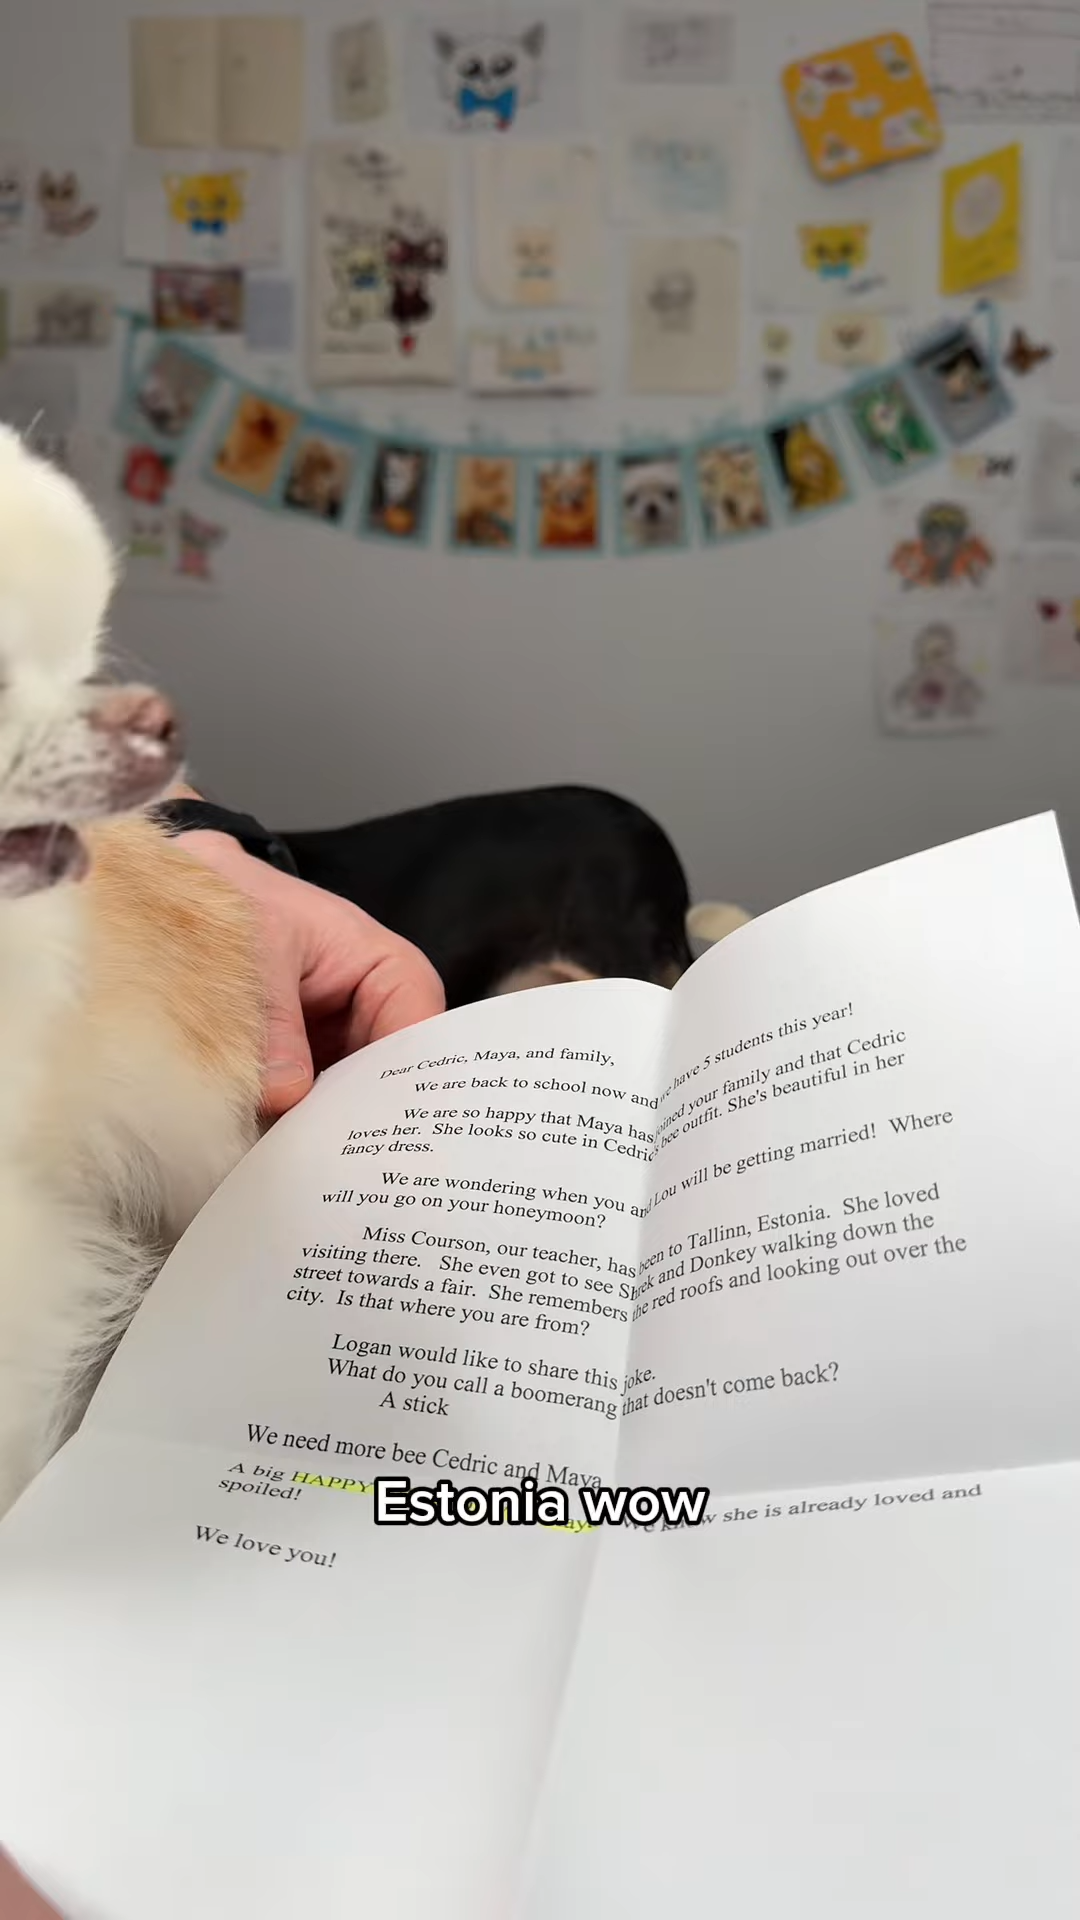 Dear Cedric, Maya, and family,
We are back to school now and we have 5 students this year!
We are so happy that Maya has joined your family and that Cedric
loves her. She looks so cute in Cedric's bee outfit. She's beautiful in her
fancy dress.
We are wondering when you and Lou will be getting married! Where
will you go on your honeymoon?
Miss Courson, our teacher, has been to Tallinn, Estonia. She loved
visiting there. She even got to see Shrek and Donkey walking down the
street towards a fair. She remembers the red roofs and looking out over the
city. Is that where you are from?
Logan would like to share this joke.
What do you call a boomerang that doesn't come back?
A stick
We need more bee Cedric and Maya
A big HAPPY We know she is already loved and
spoiled!
Estonia wow
We love you!